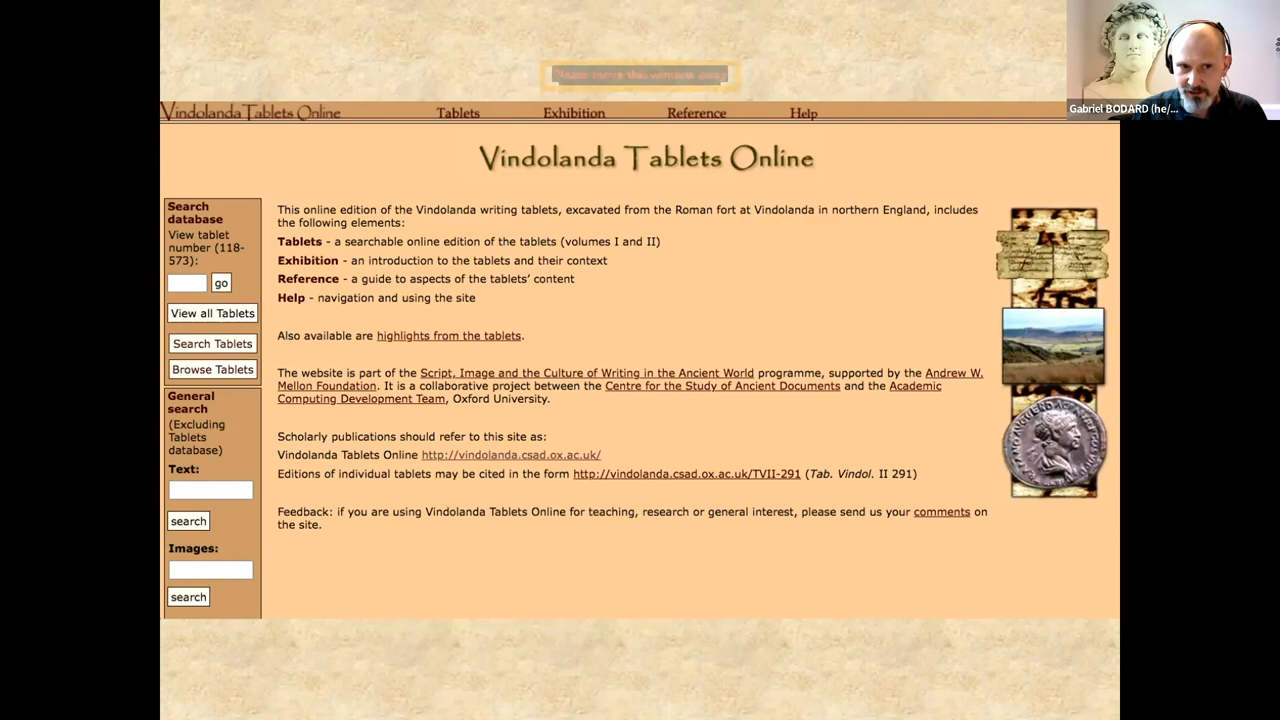 Please move this window away
Gabriel BODARD (he/...
Vindolanda Tablets Online
Tablets
Exhibition
Reference
Help
Vindolanda Tablets Online
Search
database
View tablet
number (118-
573):
go
View all Tablets
Search Tablets
Browse Tablets
General
search
(Excluding
Tablets
database)
Text:
search
Images:
search
This online edition of the Vindolanda writing tablets, excavated from the Roman fort at Vindolanda in northern England, includes
the following elements:
Tablets - a searchable online edition of the tablets (volumes I and II)
Exhibition - an introduction to the tablets and their context
Reference - a guide to aspects of the tablets' content
Help - navigation and using the site
Also available are highlights from the tablets.
The website is part of the Script, Image and the Culture of Writing in the Ancient World programme, supported by the Andrew W.
Mellon Foundation. It is a collaborative project between the Centre for the Study of Ancient Documents and the Academic
Computing Development Team, Oxford University.
Scholarly publications should refer to this site as:
Vindolanda Tablets Online http://vindolanda.csad.ox.ac.uk/
Editions of individual tablets may be cited in the form http://vindolanda.csad.ox.ac.uk/TVII-291 (Tab. Vindol. II 291)
Feedback: if you are using Vindolanda Tablets Online for teaching, research or general interest, please send us your comments on
the site.